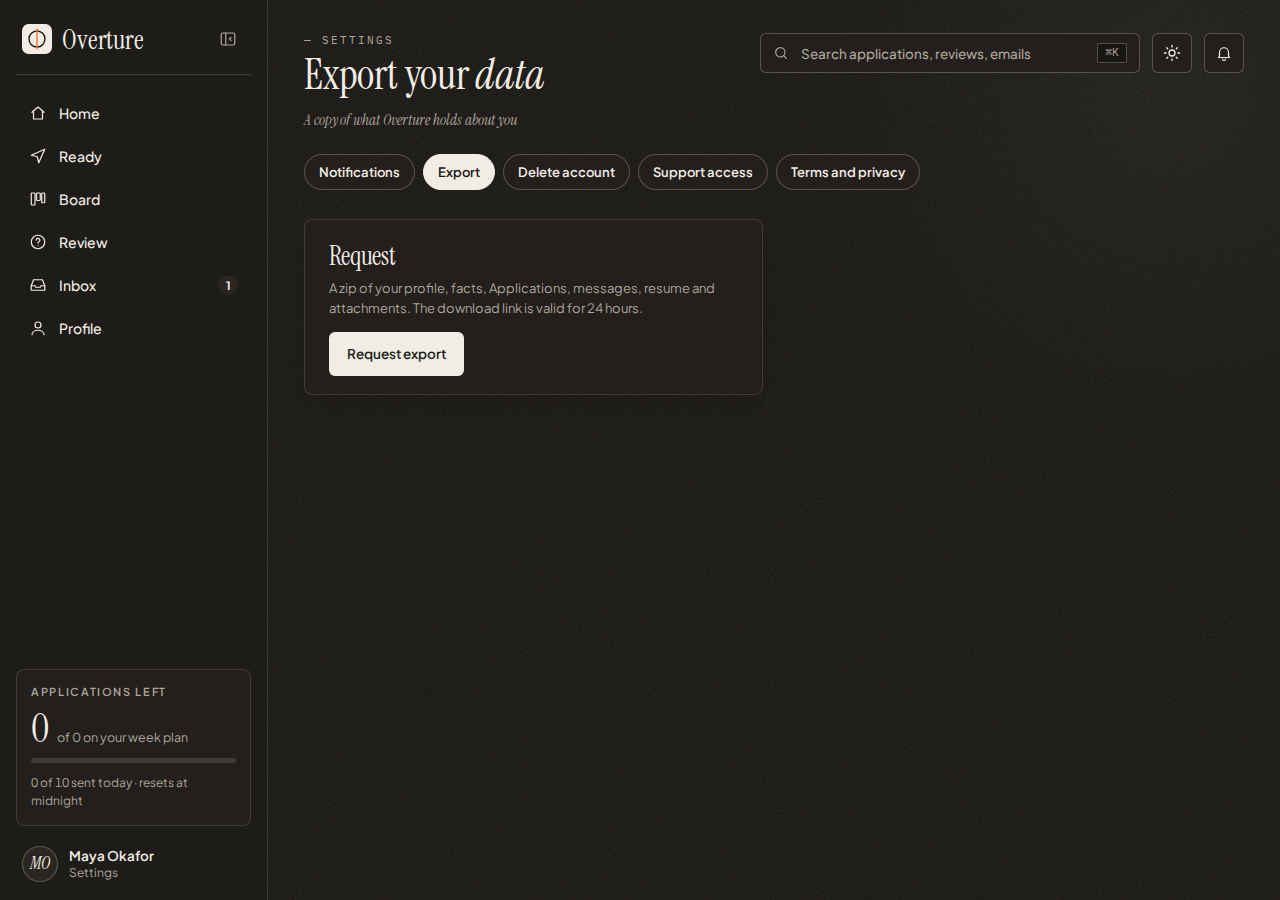 Overture
Home
Ready
Board
Review
Inbox 1
Profile
APPLICATIONS LEFT
0 of 0 on your week plan
0 of 10 sent today · resets at
midnight
MO
Maya Okafor
Settings
— SETTINGS
Export your data
A copy of what Overture holds about you
Search applications, reviews, emails ⌘K
Notifications Export Delete account Support access Terms and privacy
Request
A zip of your profile, facts, Applications, messages, resume and
attachments. The download link is valid for 24 hours.
Request export